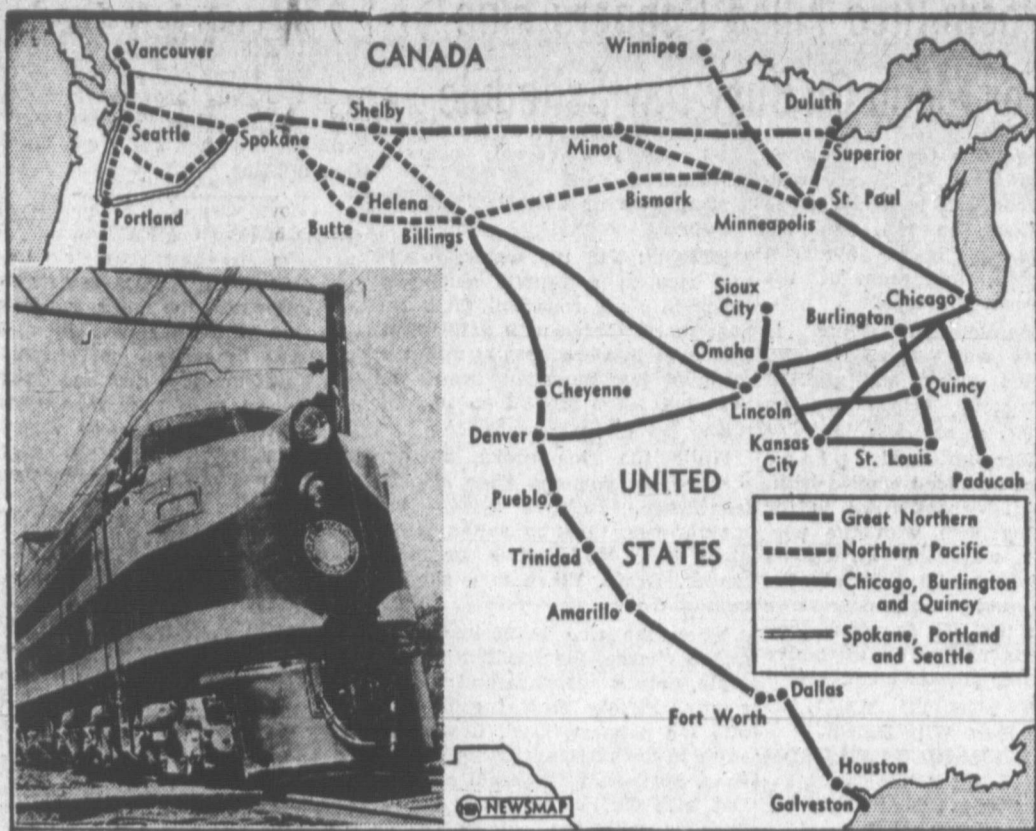 Vancouver
CANADA
Winnipeg
Duluth
Seattle
Spokane
Shelby
Minot
Superior
Portland
Helena
Butte
Billings
Bismark
St. Paul
Minneapolis
Sioux
City
Chicago
Burlington
Omaha
Cheyenne
Lincoln
Quincy
Denver
Kansas
City
St. Louis
Paducah
Pueblo
UNITED
STATES
Trinidad
Amarillo
Great Northern
Northern Pacific
Chicago, Burlington
and Quincy
Spokane, Portland
and Seattle
Dallas
Fort Worth
Houston
Galveston
NEWSMAP